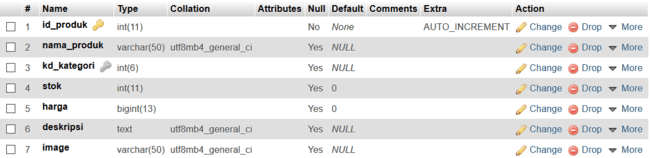 # Name Type Collation Attributes Null Default Comments Extra Action
1 id_produk int(11) No None AUTO_INCREMENT Change Drop More
2 nama_produk varchar(50) utf8mb4_general_ci Yes NULL Change Drop More
3 kd_kategori int(6) Yes NULL Change Drop More
4 stok int(11) Yes 0 Change Drop More
5 harga bigint(13) Yes 0 Change Drop More
6 deskripsi text utf8mb4_general_ci Yes NULL Change Drop More
7 image varchar(50) utf8mb4_general_ci Yes NULL Change Drop More